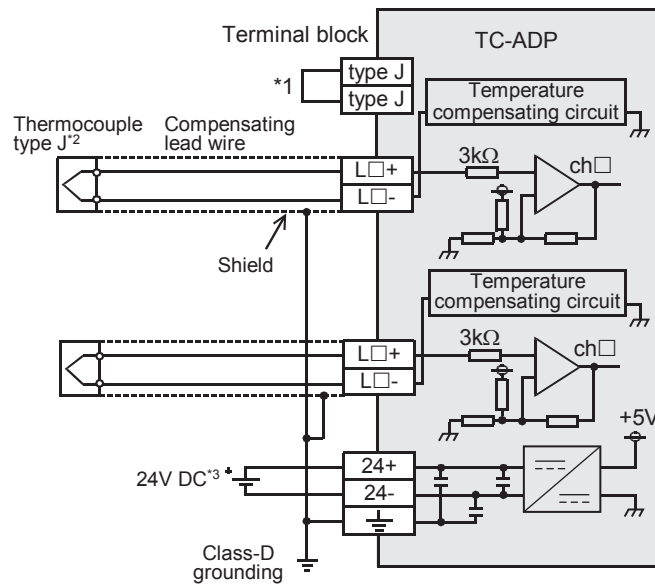 Terminal block
TC-ADP
*1
type J
type J
Temperature
compensating circuit
Thermocouple
type J*2
Compensating
lead wire
L□+
L□-
3kΩ
ch□
Shield
Temperature
compensating circuit
L□+
L□-
3kΩ
ch□
+5V
24V DC*3
+
24+
24-
Class-D
grounding